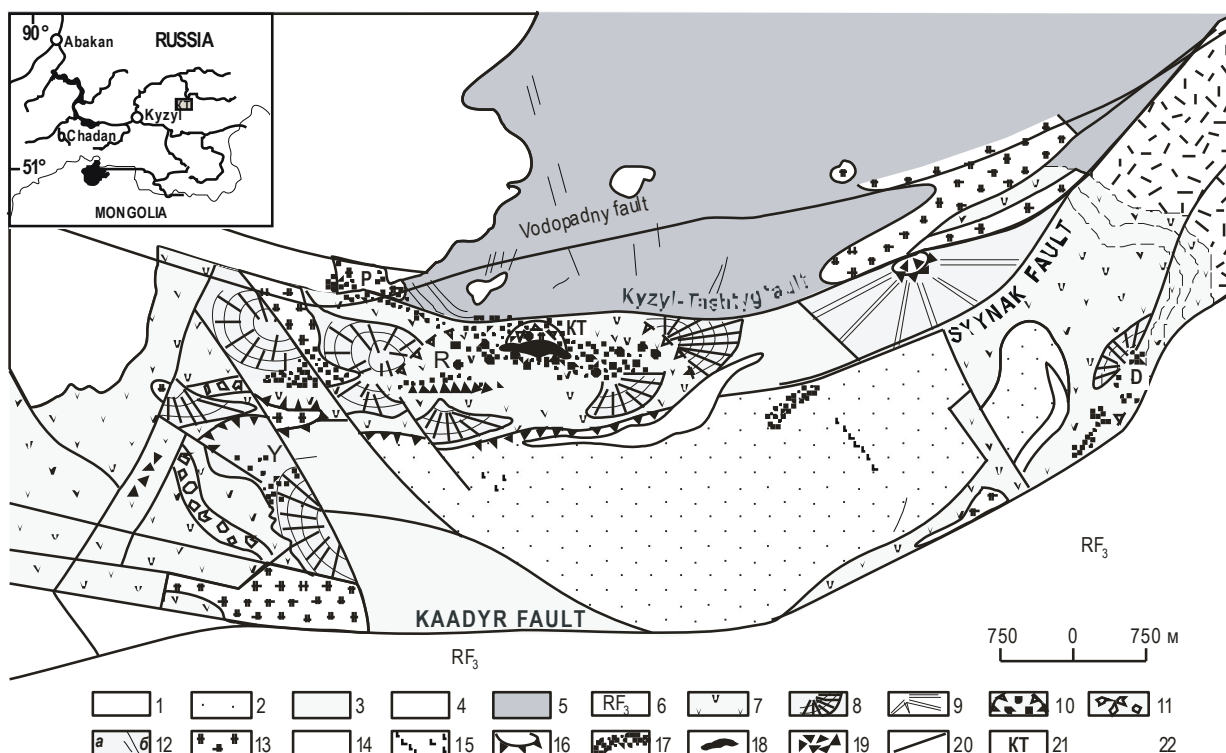 90°
Abakan
RUSSIA
KT
Kyzyl
Chadan
51°
MONGOLIA
Vodopadny fault
P
Kyzyl-Tashtyg fault
SYYNAK FAULT
KT
R
D
Y
RF3
KAADYR FAULT
RF3
750 0 750 м
1 2 3 4 5 RF3 6 7 8 9 10 11
а б 12 13 14 15 16 17 18 19 20 KT 21 22